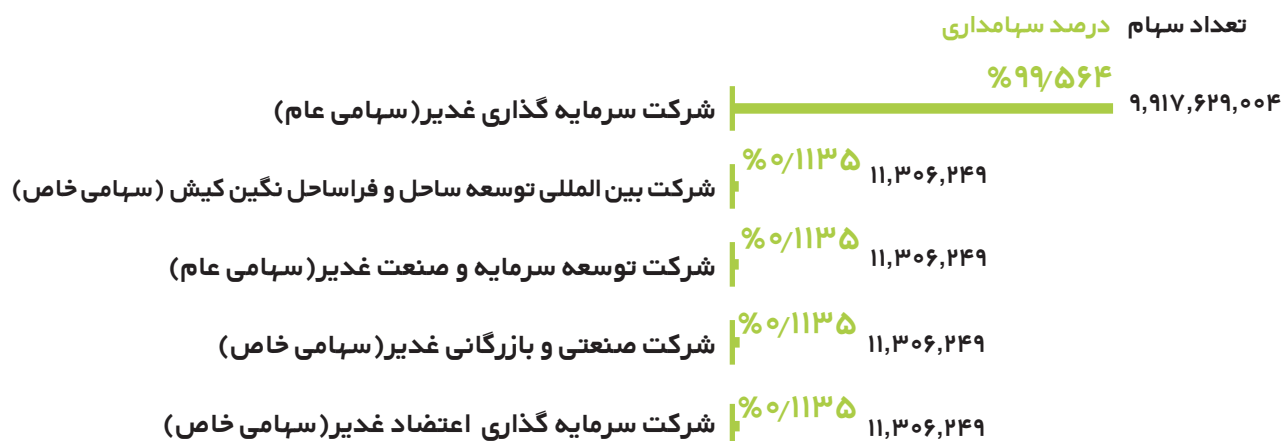 تعداد سهام درصد سهامداری
%۹۹/۵۶۴
۹,۹۱۷,۶۲۹,۰۰۴
شرکت سرمایه گذاری غدیر(سهامی عام)
%۰/۱۱۳۵
۱۱,۳۰۶,۲۴۹
شرکت بین المللی توسعه ساحل و فراساحل نگین کیش (سهامی خاص)
%۰/۱۱۳۵
۱۱,۳۰۶,۲۴۹
شرکت توسعه سرمایه و صنعت غدیر(سهامی عام)
%۰/۱۱۳۵
۱۱,۳۰۶,۲۴۹
شرکت صنعتی و بازرگانی غدیر(سهامی خاص)
%۰/۱۱۳۵
۱۱,۳۰۶,۲۴۹
شرکت سرمایه گذاری اعتضاد غدیر(سهامی خاص)